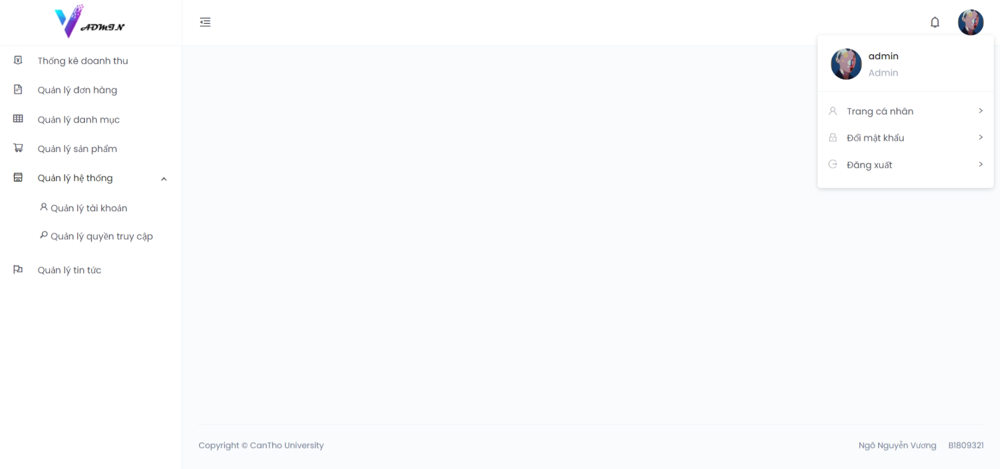 ADMIN
Thống kê doanh thu
Quản lý đơn hàng
Quản lý danh mục
Quản lý sản phẩm
Quản lý hệ thống
Quản lý tài khoản
Quản lý quyền truy cập
Quản lý tin tức
admin
Admin
Trang cá nhân
Đổi mật khẩu
Đăng xuất
Copyright © CanTho University
Ngô Nguyễn Vương B1809321